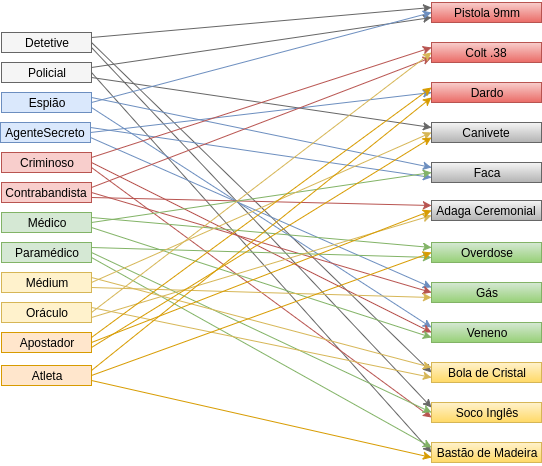 Detetive
Policial
Espião
AgenteSecreto
Criminoso
Contrabandista
Médico
Paramédico
Médium
Oráculo
Apostador
Atleta
Pistola 9mm
Colt .38
Dardo
Canivete
Faca
Adaga Ceremonial
Overdose
Gás
Veneno
Bola de Cristal
Soco Inglês
Bastão de Madeira